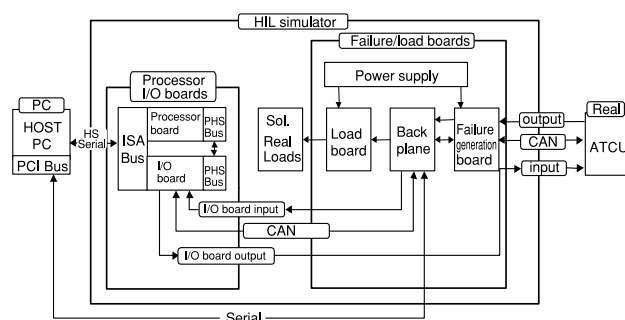 HIL simulator
Failure/load boards
Processor
I/O boards
Power supply
PC
HOST
PC
PCI Bus
HS
Serial
ISA
Bus
Processor
board
PHS
Bus
I/O
board
PHS
Bus
Sol.
Real
Loads
Load
board
Back
plane
Failure
generation
board
output
CAN
input
Real
ATCU
I/O board input
CAN
I/O board output
Serial